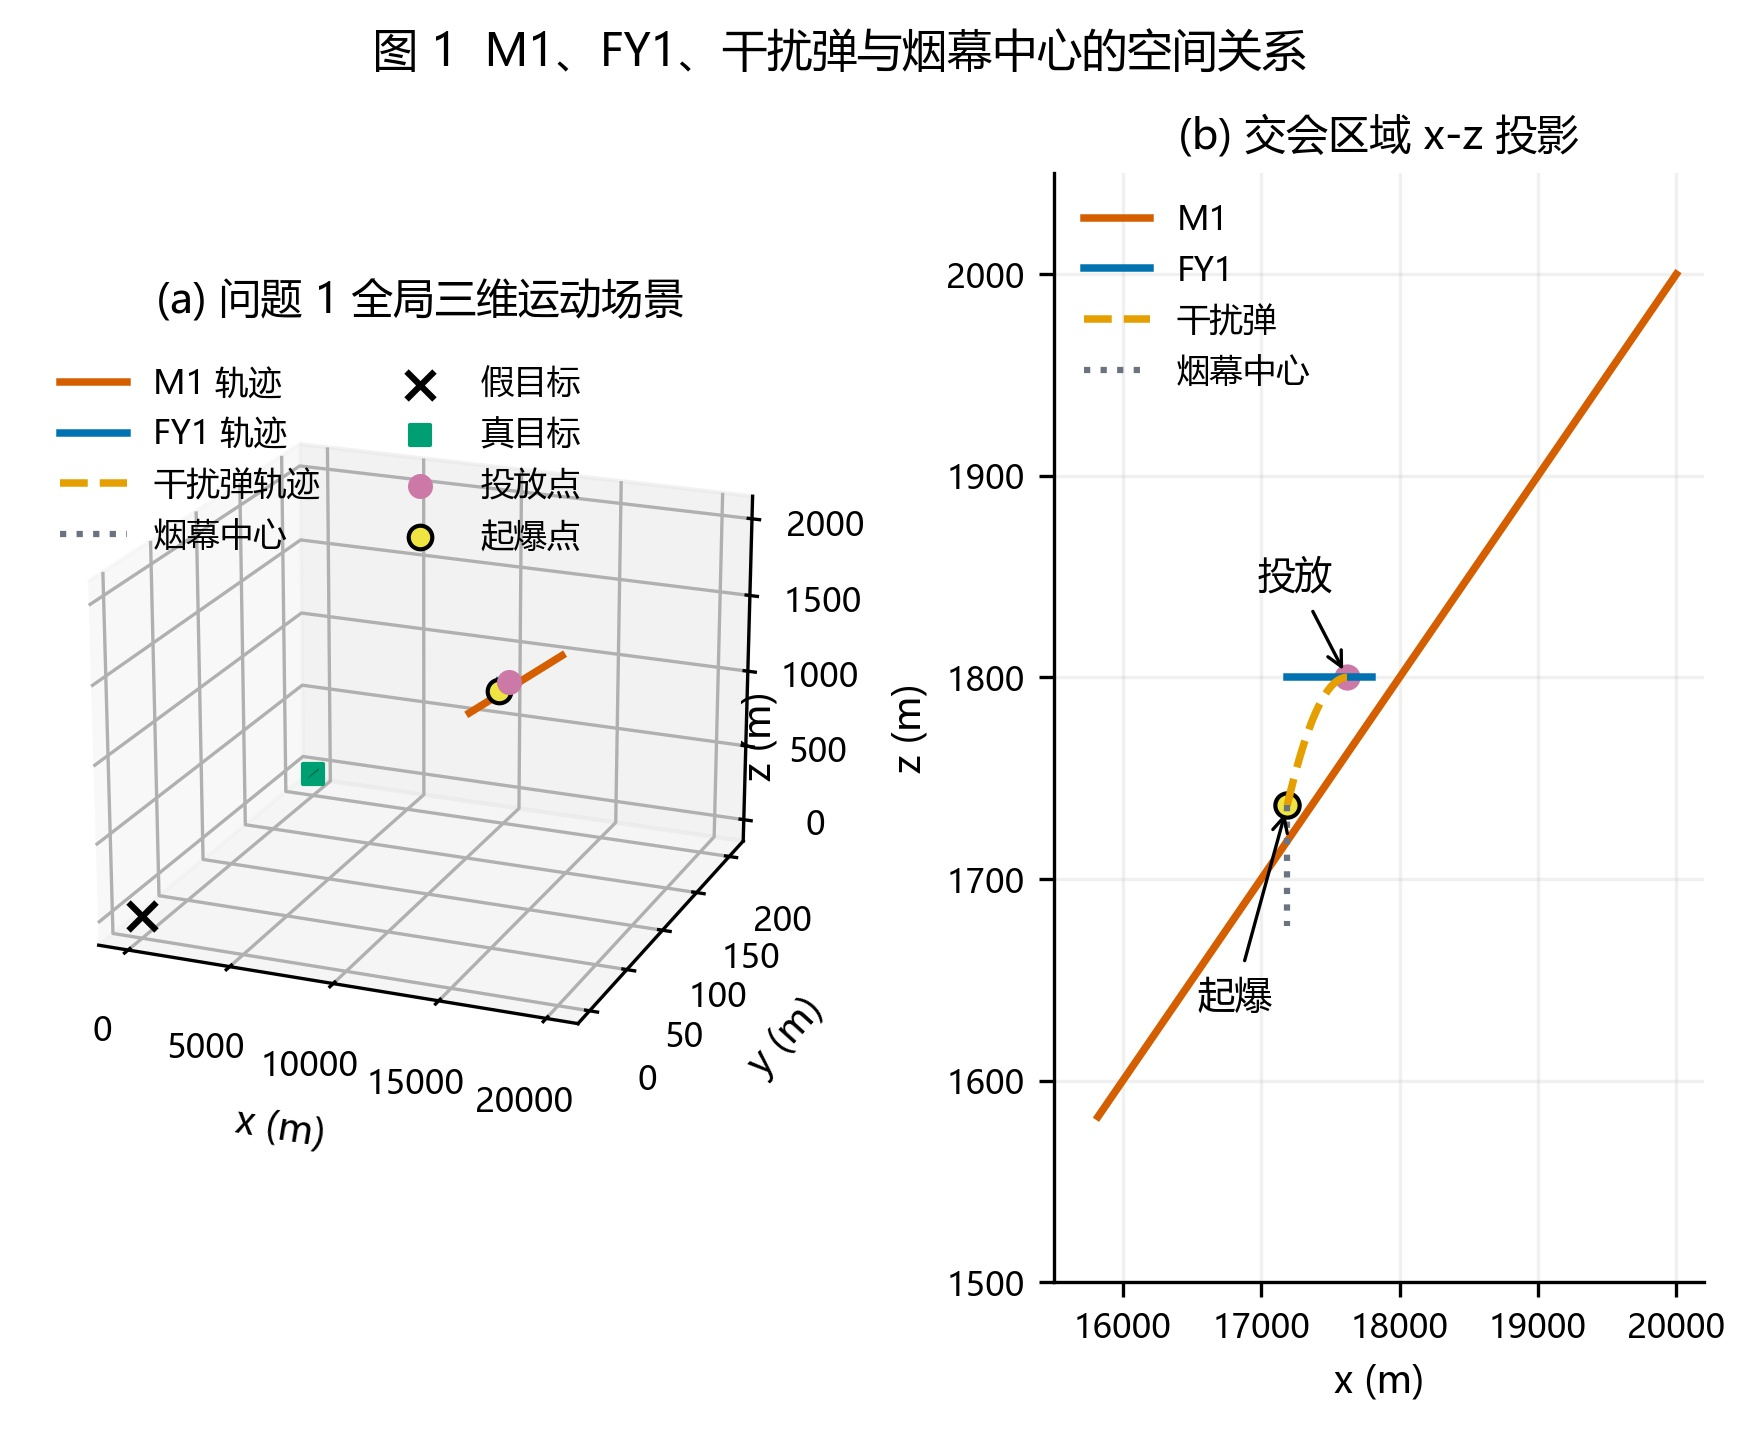 图 1  M1、FY1、干扰弹与烟幕中心的空间关系
(a) 问题 1 全局三维运动场景
M1 轨迹
FY1 轨迹
干扰弹轨迹
烟幕中心
假目标
真目标
投放点
起爆点
2000
1500
1000
500
0
z (m)
200
150
100
50
0
y (m)
0
5000
10000
15000
20000
x (m)
(b) 交会区域 x-z 投影
M1
FY1
干扰弹
烟幕中心
投放
起爆
2000
1900
1800
1700
1600
1500
z (m)
16000
17000
18000
19000
20000
x (m)